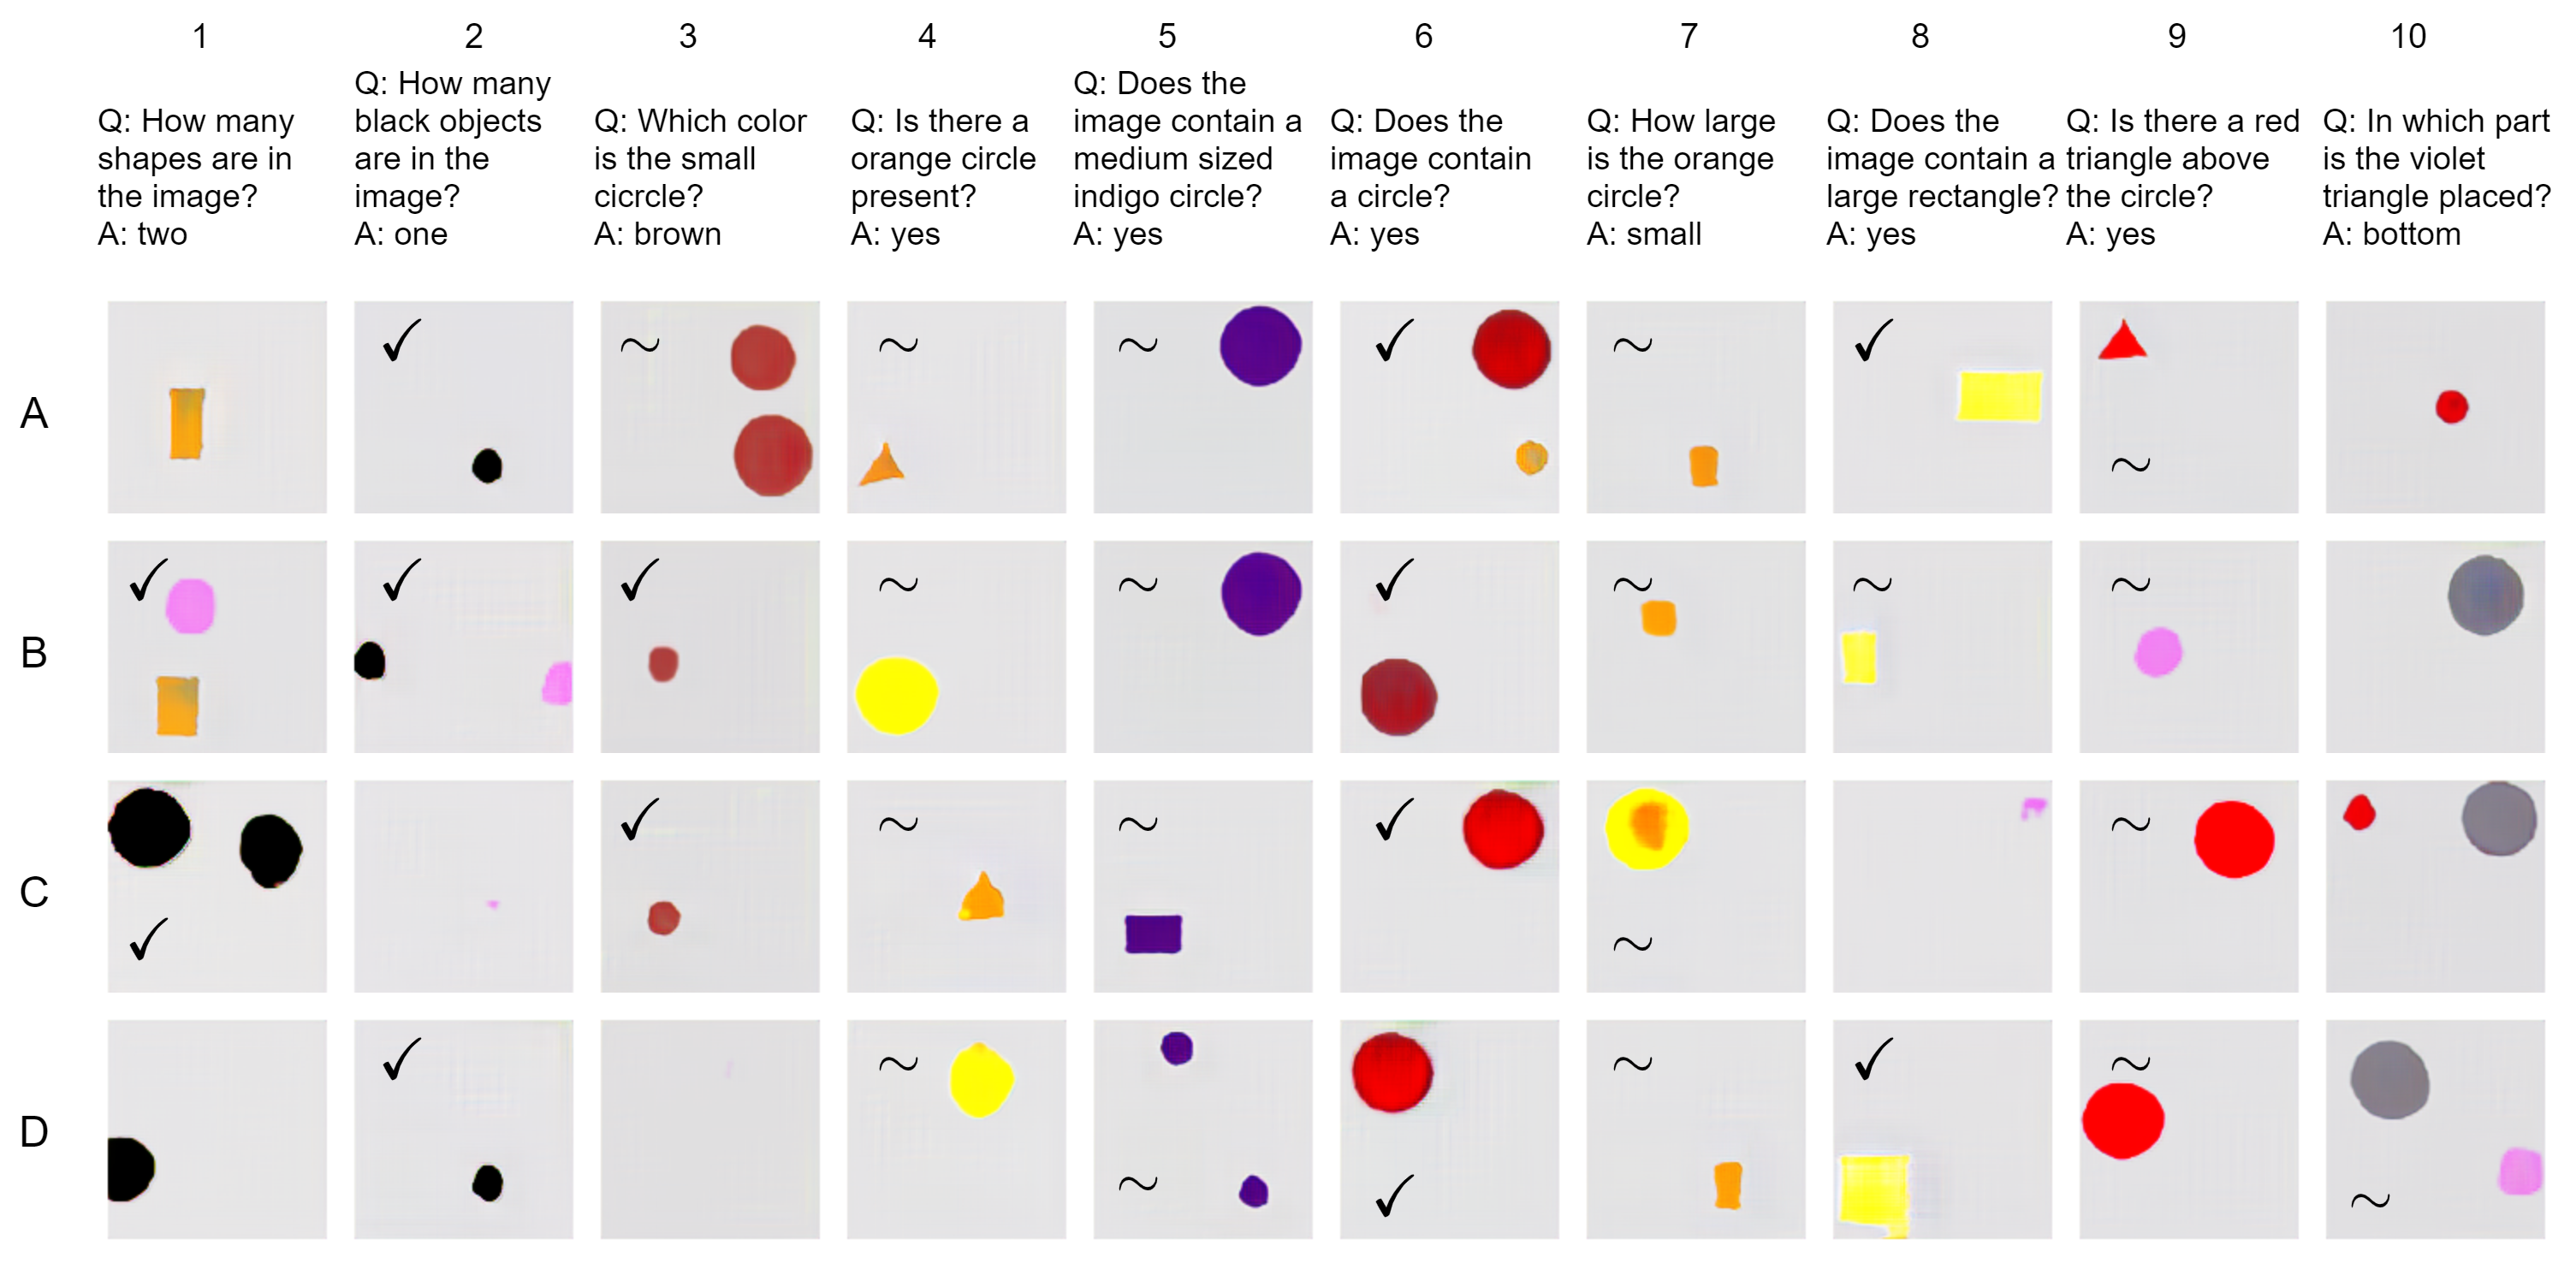 1 2 3 4 5 6 7 8 9 10
Q: How many
shapes are in
the image?
A: two
Q: How many
black objects
are in the
image?
A: one
Q: Which color
is the small
cicrcle?
A: brown
Q: Is there a
orange circle
present?
A: yes
Q: Does the
image contain a
medium sized
indigo circle?
A: yes
Q: Does the
image contain
a circle?
A: yes
Q: How large
is the orange
circle?
A: small
Q: Does the
image contain a
large rectangle?
A: yes
Q: Is there a red
triangle above
the circle?
A: yes
Q: In which part
is the violet
triangle placed?
A: bottom
A ✓ ~ ~ ~ ✓ ~ ✓ ~
B ✓ ✓ ✓ ~ ~ ✓ ~ ~ ~
C ✓ ✓ ~ ~ ✓ ~ ~
D ✓ ~ ~ ✓ ~ ✓ ~ ~